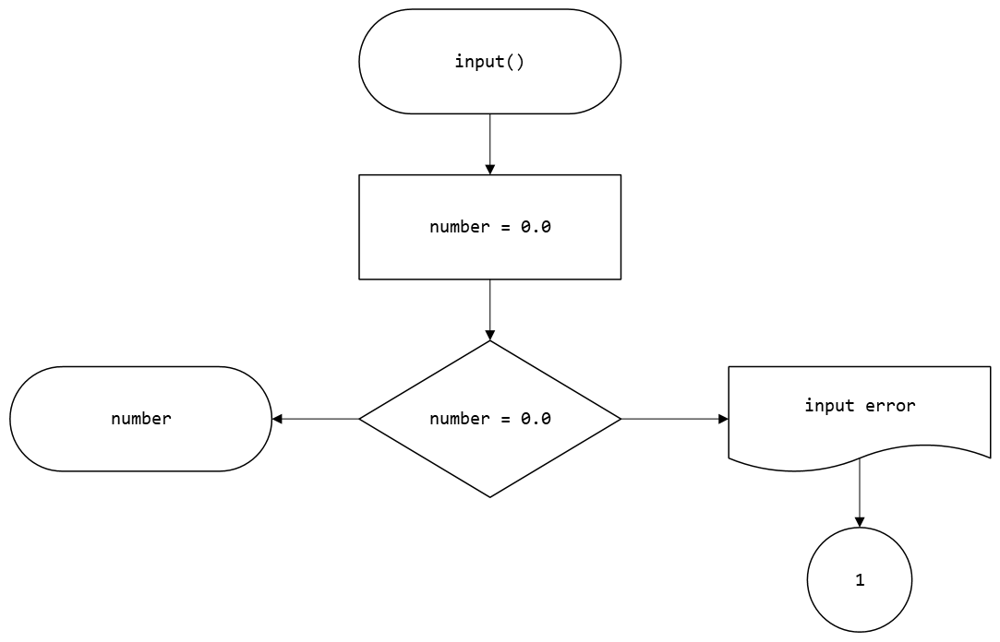 input()
number = 0.0
number
number = 0.0
input error
1